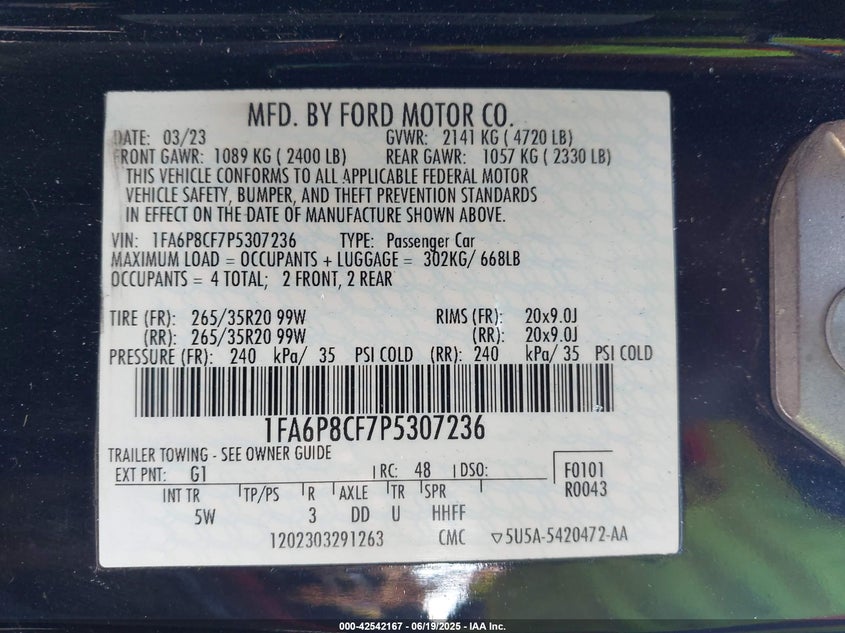 MFD. BY FORD MOTOR CO.
DATE: 03/23 GVWR: 2141 KG ( 4720 LB)
FRONT GAWR: 1089 KG ( 2400 LB) REAR GAWR: 1057 KG ( 2330 LB)
THIS VEHICLE CONFORMS TO ALL APPLICABLE FEDERAL MOTOR
VEHICLE SAFETY, BUMPER, AND THEFT PREVENTION STANDARDS
IN EFFECT ON THE DATE OF MANUFACTURE SHOWN ABOVE.
VIN: 1FA6P8CF7P5307236 TYPE: Passenger Car
MAXIMUM LOAD = OCCUPANTS + LUGGAGE = 302KG/ 668LB
OCCUPANTS = 4 TOTAL; 2 FRONT, 2 REAR
TIRE (FR): 265/35R20 99W RIMS (FR): 20x9.0J
(RR): 265/35R20 99W (RR): 20x9.0J
PRESSURE (FR): 240 kPa/ 35 PSI COLD (RR): 240 kPa/ 35 PSI COLD
1FA6P8CF7P5307236
TRAILER TOWING - SEE OWNER GUIDE
EXT PNT: G1 RC: 48 DSO: F0101
R0043
INT TR TP/PS R AXLE TR SPR
5W 3 DD U HHFF
1202303291263 CMC ▽5U5A-5420472-AA
000-42542167 - 06/19/2025 - IAA Inc.